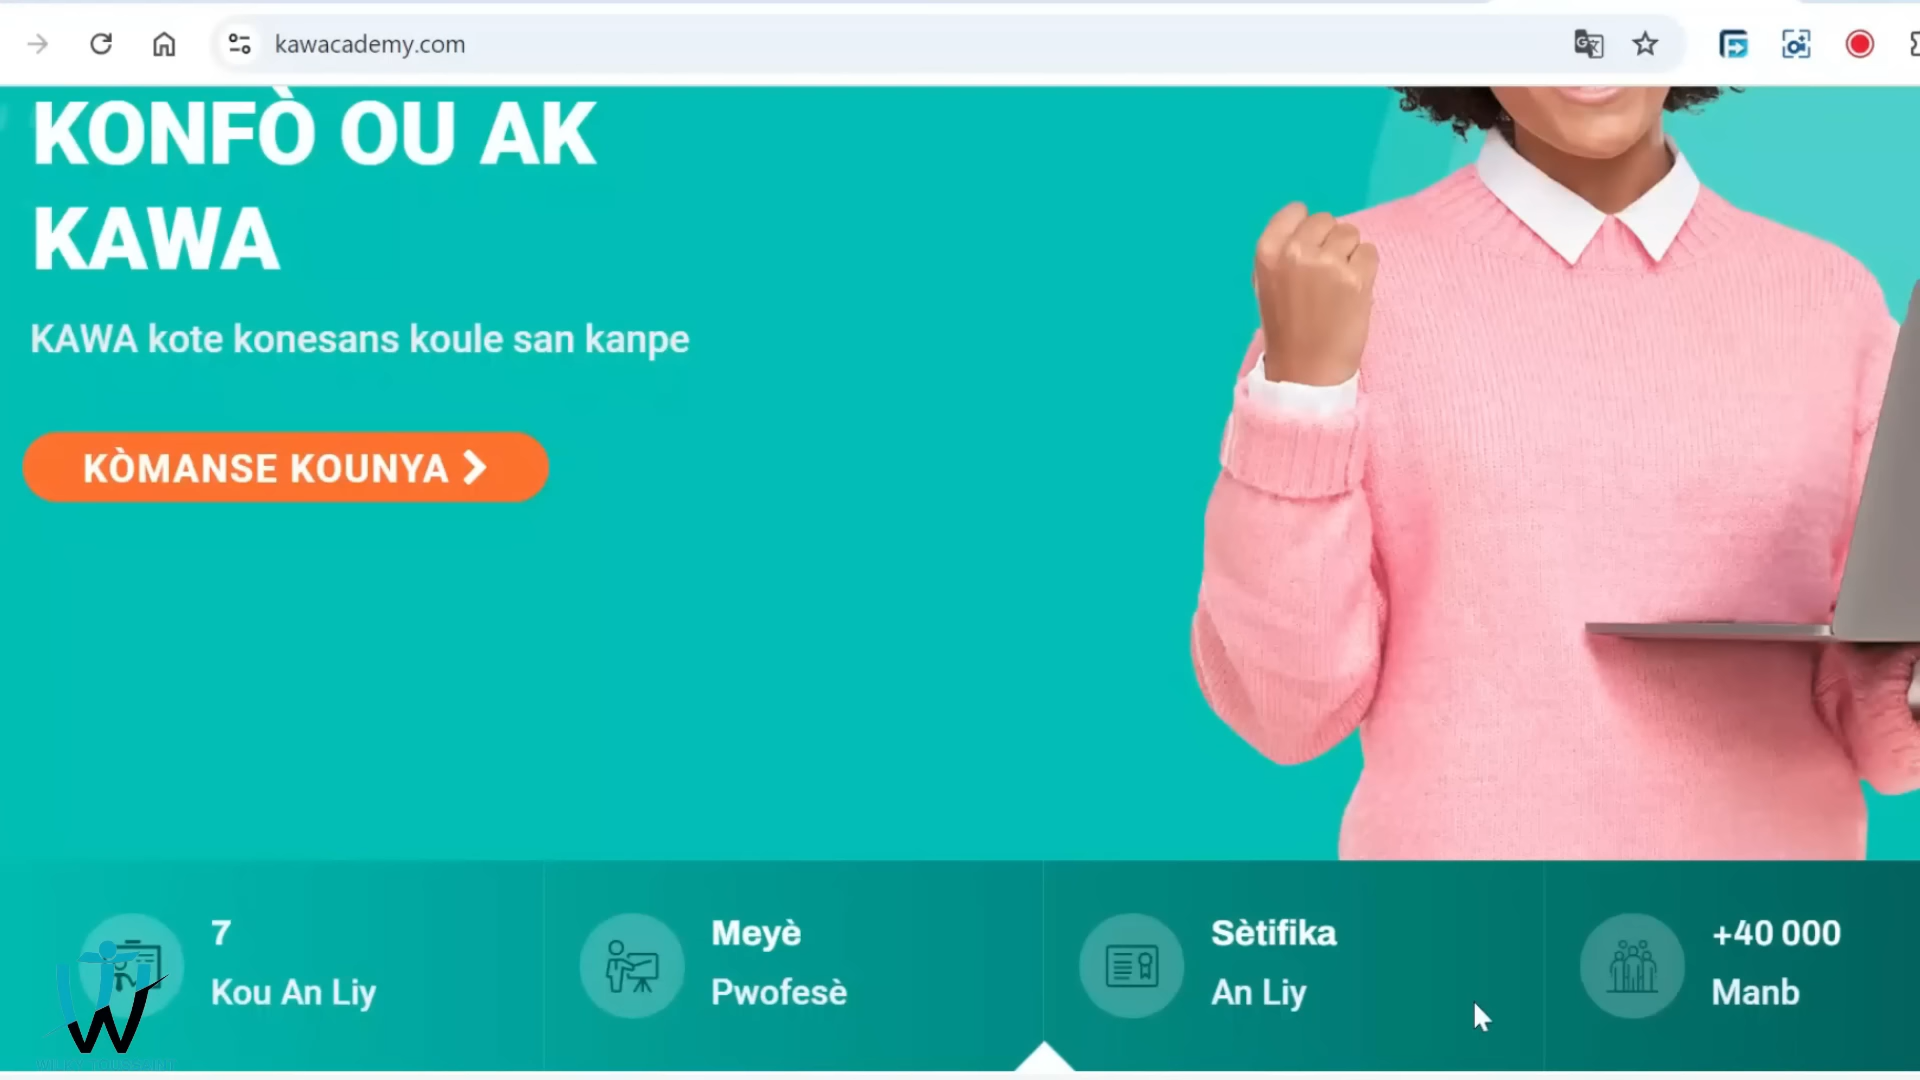 kawacademy.com
KONFÒ OU AK
KAWA
KAWA kote konesans koule san kanpe
KÒMANSE KOUNYA
7
Kou An Liy
Meyè
Pwofesè
Sètifika
An Liy
+40 000
Manb